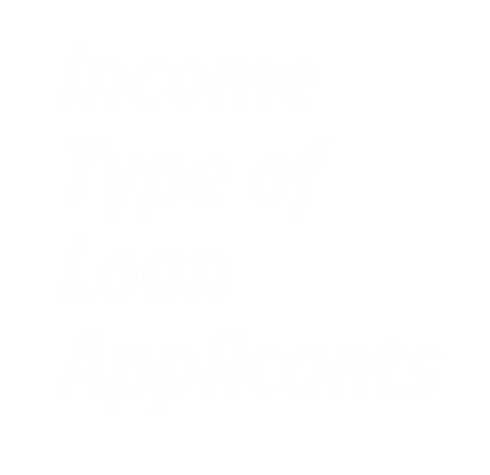 Income
Type of
Loan
Applicants